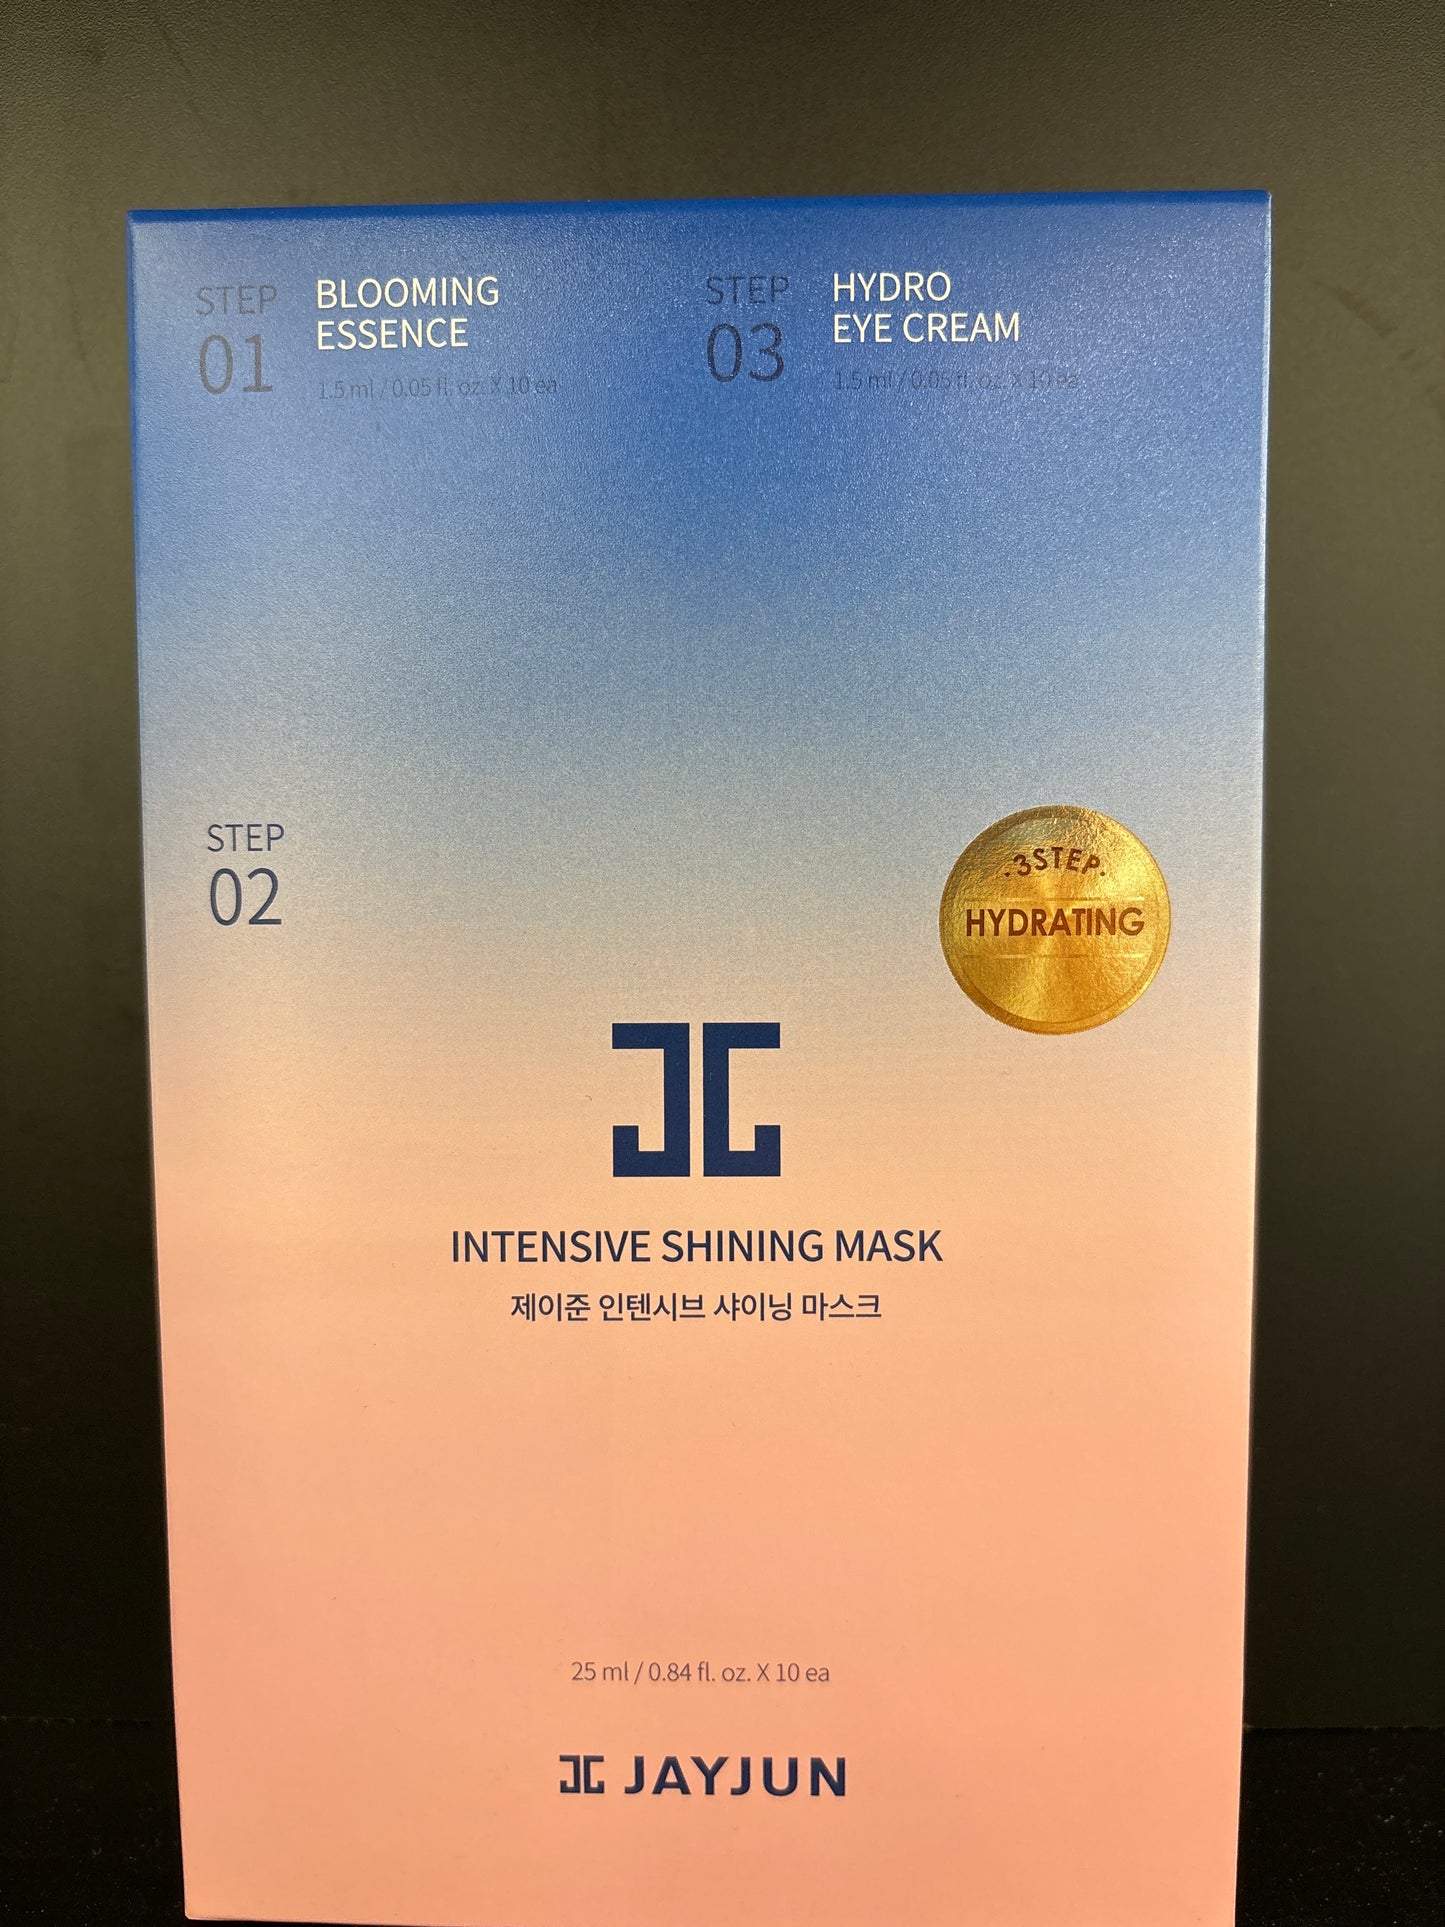 STEP
01
BLOOMING
ESSENCE
1.5 ml / 0.05 fl. oz. X 10 ea
STEP
03
HYDRO
EYE CREAM
1.5 ml / 0.05 fl. oz. X 10 ea
STEP
02
.3STEP.
HYDRATING
INTENSIVE SHINING MASK
제이준 인텐시브 샤이닝 마스크
25 ml / 0.84 fl. oz. X 10 ea
JAYJUN